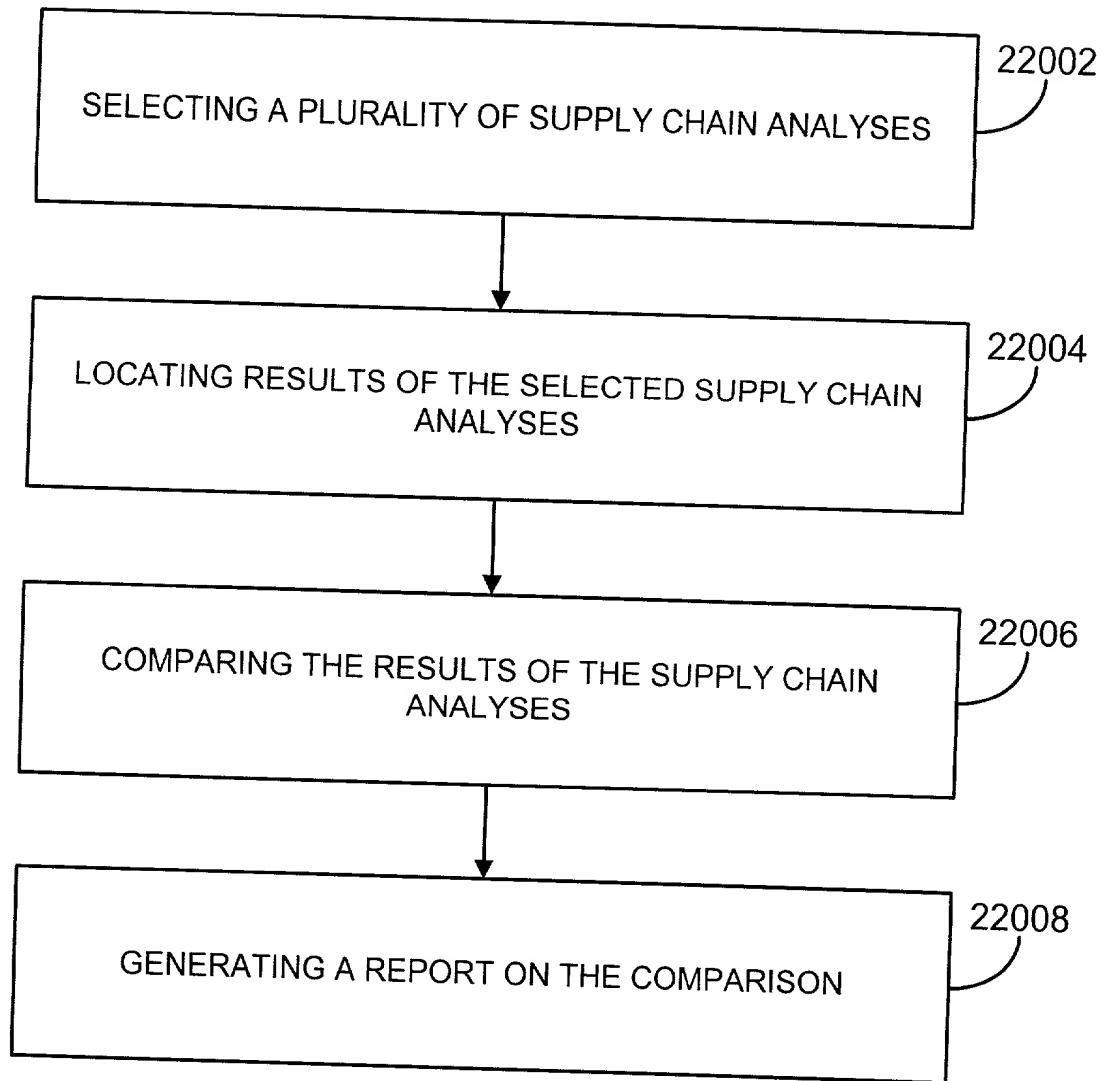 SELECTING A PLURALITY OF SUPPLY CHAIN ANALYSES
22002
LOCATING RESULTS OF THE SELECTED SUPPLY CHAIN
ANALYSES
22004
COMPARING THE RESULTS OF THE SUPPLY CHAIN
ANALYSES
22006
GENERATING A REPORT ON THE COMPARISON
22008